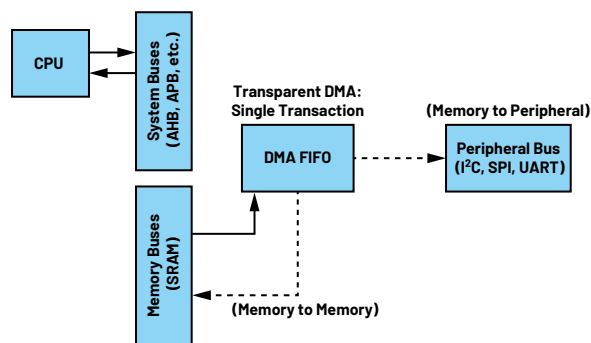 CPU
System Buses
(AHB, APB, etc.)
Transparent DMA:
Single Transaction
DMA FIFO
(Memory to Peripheral)
Peripheral Bus
(I²C, SPI, UART)
Memory Buses
(SRAM)
(Memory to Memory)